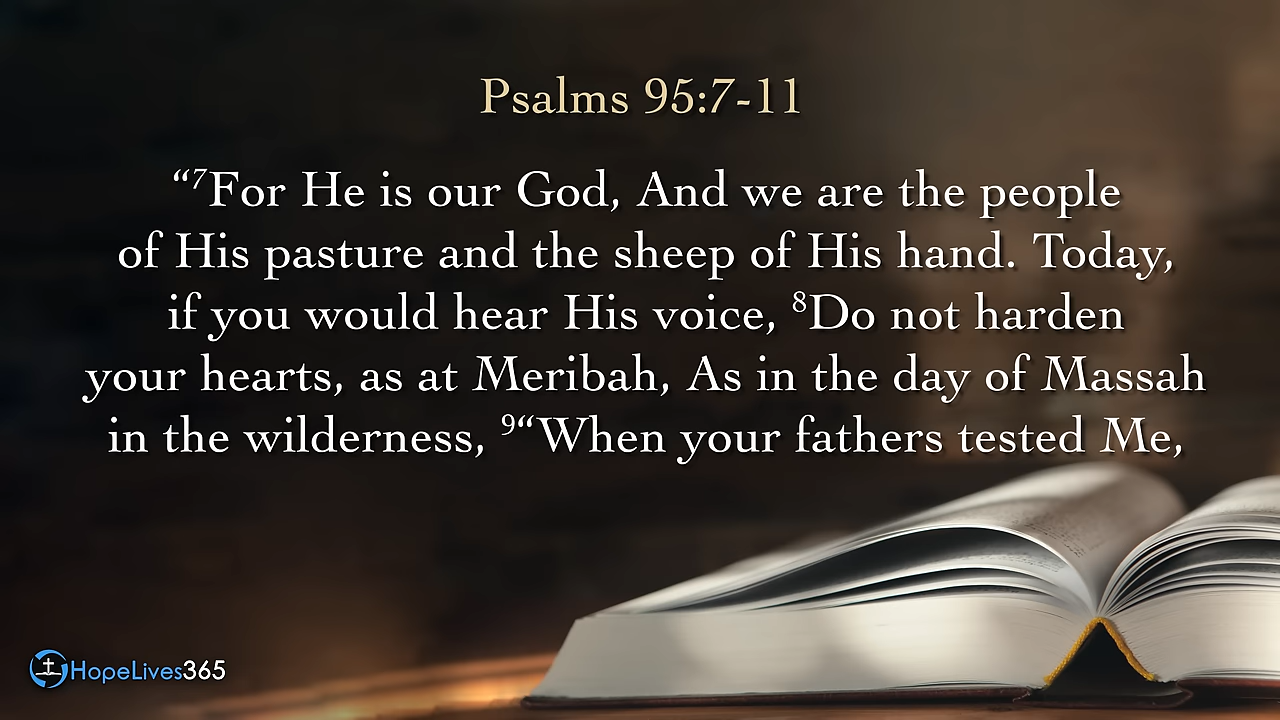 Psalms 95:7-11
“⁷For He is our God, And we are the people
of His pasture and the sheep of His hand. Today,
if you would hear His voice, ⁸Do not harden
your hearts, as at Meribah, As in the day of Massah
in the wilderness, ⁹“When your fathers tested Me,
HopeLives365